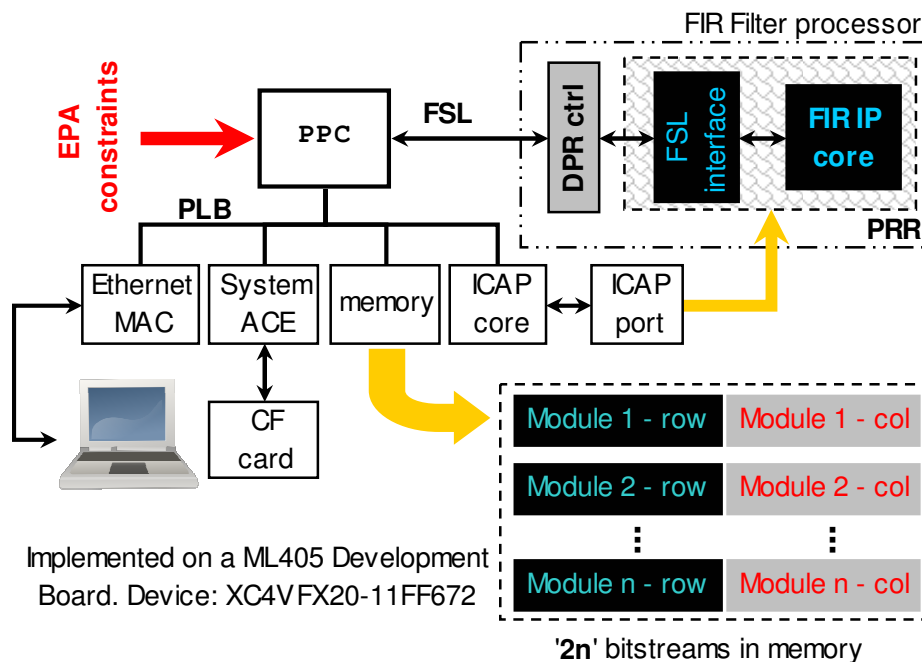 FIR Filter processor
EPA
constraints
PPC
FSL
DPR ctrl
FSL
interface
FIR IP
core
PRR
PLB
Ethernet
MAC
System
ACE
memory
ICAP
core
ICAP
port
CF
card
Module 1 - row
Module 1 - col
Module 2 - row
Module 2 - col
Module n - row
Module n - col
Implemented on a ML405 Development
Board. Device: XC4VFX20-11FF672
'2n' bitstreams in memory